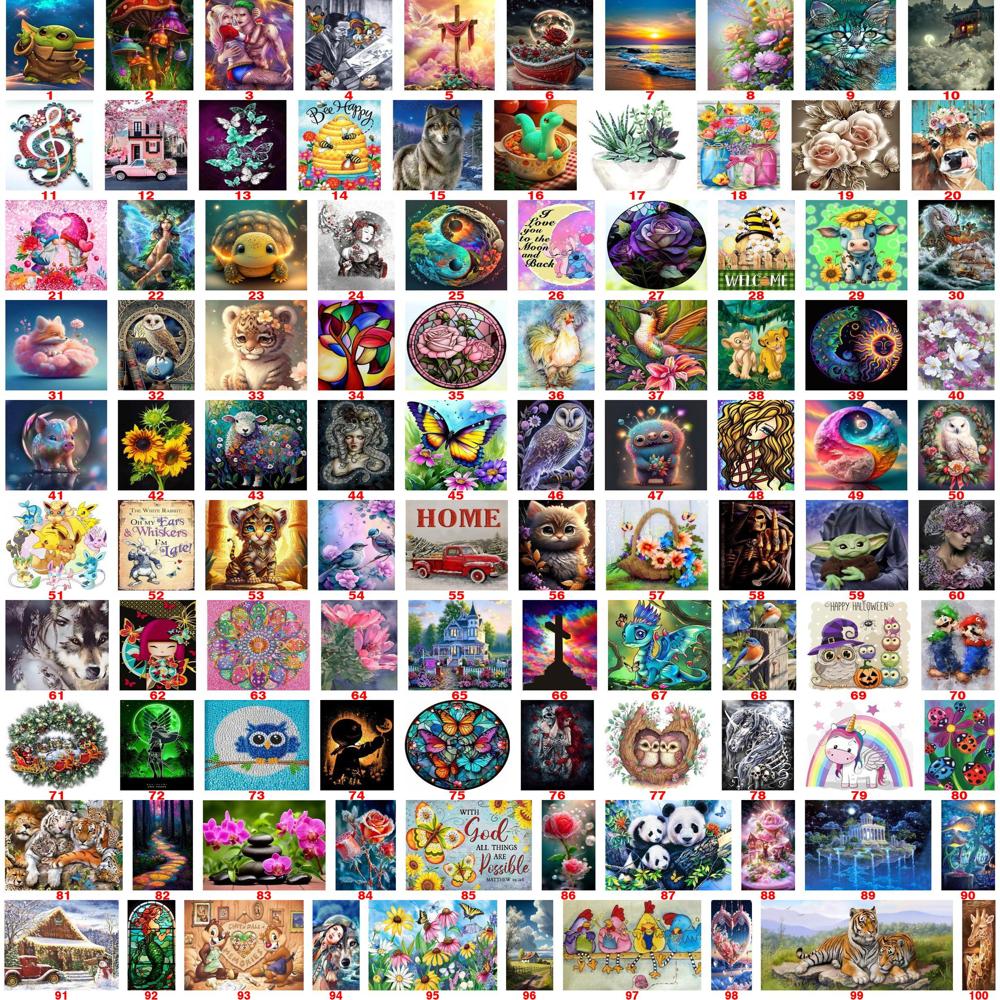 1 2 3 4 5 6 7 8 9 10
Bee Happy
11 12 13 14 15 16 17 18 19 20
I
Love
you
to the
Moon
and
Back
WELCOME
21 22 23 24 25 26 27 28 29 30
31 32 33 34 35 36 37 38 39 40
41 42 43 44 45 46 47 48 49 50
THE WHITE RABBIT
OH MY Ears
& Whiskers
I'M
Late!
HOME
51 52 53 54 55 56 57 58 59 60
HAPPY HALLOWEEN
61 62 63 64 65 66 67 68 69 70
71 72 73 74 75 76 77 78 79 80
WITH
God
ALL THINGS
ARE
Possible
MATTHEW 19:26
81 82 83 84 85 86 87 88 89 90
91 92 93 94 95 96 97 98 99 100